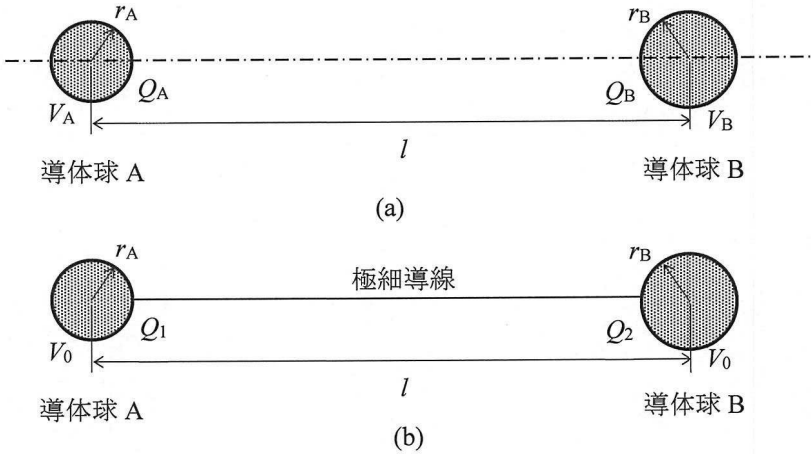 r_A
r_B
Q_A
Q_B
V_A
V_B
l
導体球 A
導体球 B
(a)
r_A
r_B
極細導線
Q_1
Q_2
V_0
V_0
l
導体球 A
導体球 B
(b)